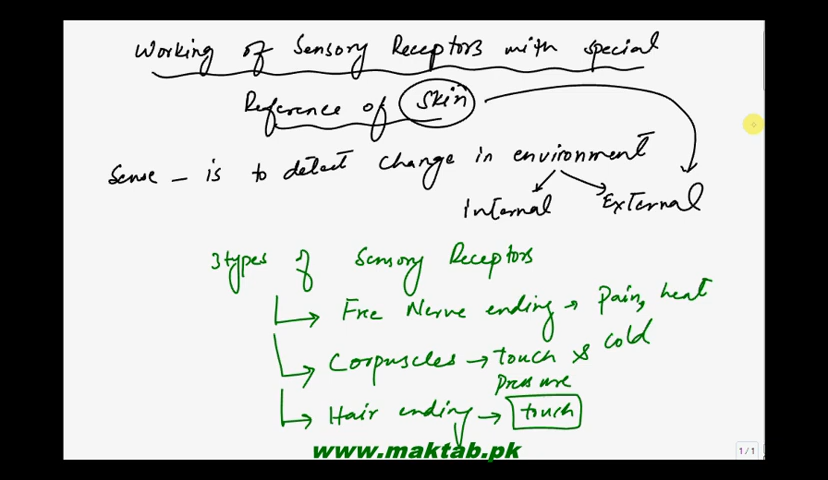 Working of Sensory Receptors with special
Reference of Skin
Sense - is to detect change in environment
Internal External
3 types of Sensory Receptors
Free Nerve ending → Pain, heat
cold
Corpuscles → touch &
Pressure
Hair ending → touch
www.maktab.pk
1/1